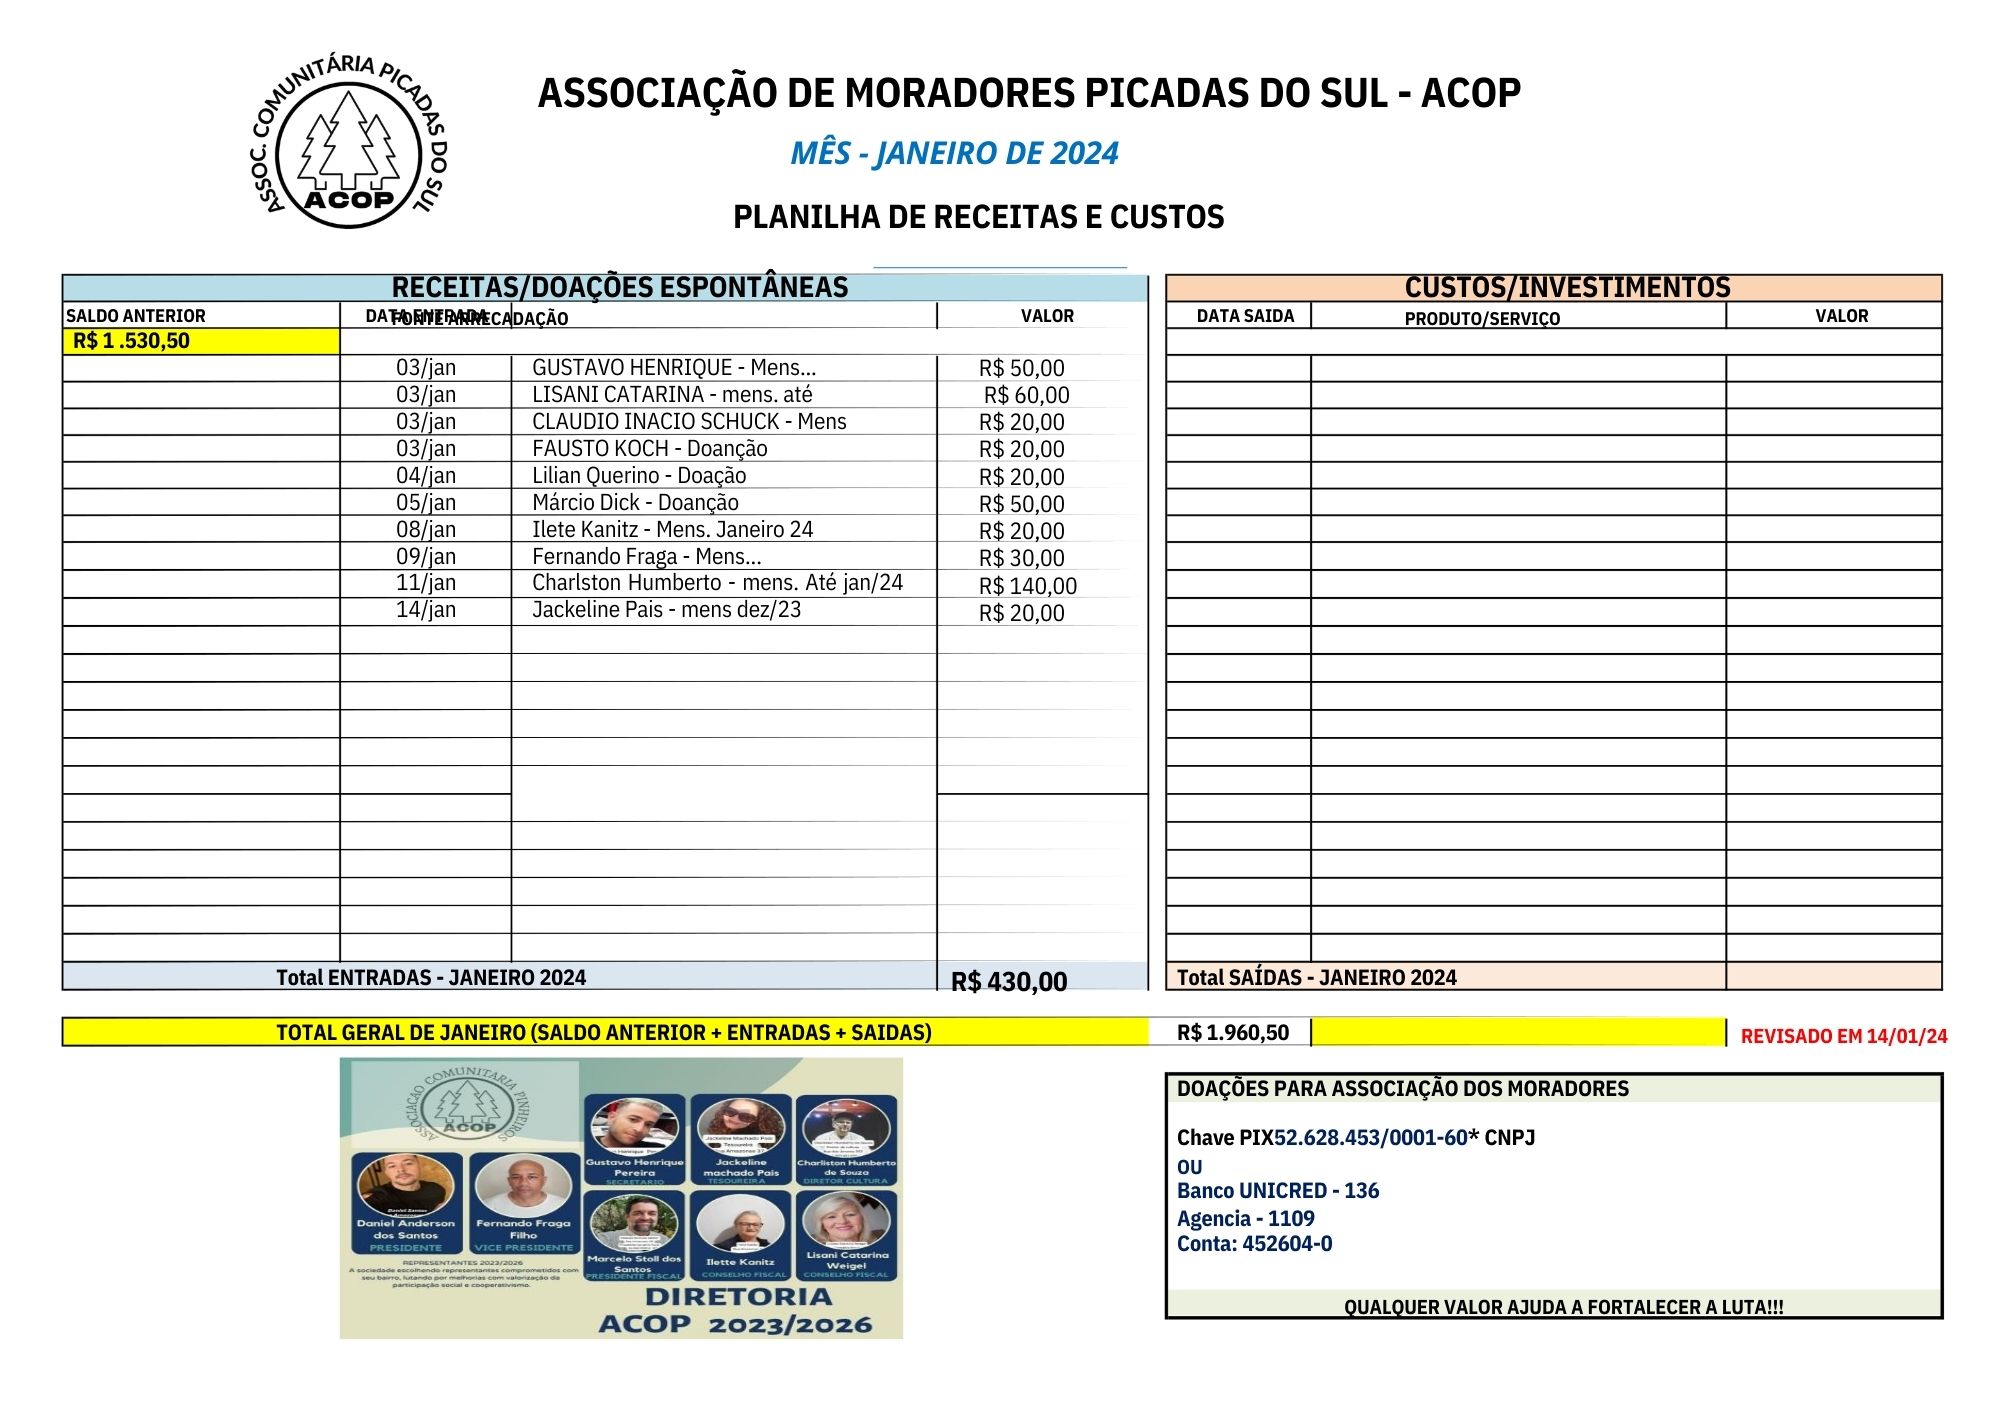 ASSOC. COMUNITÁRIA PICADAS DO SUL
ACOP
ASSOCIAÇÃO DE MORADORES PICADAS DO SUL - ACOP
MÊS - JANEIRO DE 2024
PLANILHA DE RECEITAS E CUSTOS
RECEITAS/DOAÇÕES ESPONTÂNEAS
SALDO ANTERIOR DATA ENTRADA FONTE ARRECADAÇÃO VALOR
R$ 1 .530,50
03/jan GUSTAVO HENRIQUE - Mens... R$ 50,00
03/jan LISANI CATARINA - mens. até R$ 60,00
03/jan CLAUDIO INACIO SCHUCK - Mens R$ 20,00
03/jan FAUSTO KOCH - Doanção R$ 20,00
04/jan Lilian Querino - Doação R$ 20,00
05/jan Márcio Dick - Doanção R$ 50,00
08/jan Ilete Kanitz - Mens. Janeiro 24 R$ 20,00
09/jan Fernando Fraga - Mens... R$ 30,00
11/jan Charlston Humberto - mens. Até jan/24 R$ 140,00
14/jan Jackeline Pais - mens dez/23 R$ 20,00
Total ENTRADAS - JANEIRO 2024 R$ 430,00
CUSTOS/INVESTIMENTOS
DATA SAIDA PRODUTO/SERVIÇO VALOR
Total SAÍDAS - JANEIRO 2024
TOTAL GERAL DE JANEIRO (SALDO ANTERIOR + ENTRADAS + SAIDAS) R$ 1.960,50
REVISADO EM 14/01/24
ASSOCIAÇÃO COMUNITARIA PINHEIROS
ACOP
Gustavo Henrique
Pereira
SECRETARIO
Jackeline Machado Pais
Tesoureira
Jackeline
machado Pais
TESOUREIRA
Charliston Humberto
de Souza
DIRETOR CULTURA
Daniel Santos
Daniel Anderson
dos Santos
PRESIDENTE
Fernando Fraga
Filho
VICE PRESIDENTE
Marcelo Stoll dos
Santos
PRESIDENTE FISCAL
Ilette Kanitz
CONSELHO FISCAL
Lisani Catarina
Weigel
CONSELHO FISCAL
REPRESENTANTES 2023/2026
A sociedade escolhendo representantes comprometidos com
seu bairro, lutando por melhorias com valorização da
participação social e cooperativismo.
DIRETORIA
ACOP 2023/2026
DOAÇÕES PARA ASSOCIAÇÃO DOS MORADORES
Chave PIX52.628.453/0001-60* CNPJ
OU
Banco UNICRED - 136
Agencia - 1109
Conta: 452604-0
QUALQUER VALOR AJUDA A FORTALECER A LUTA!!!